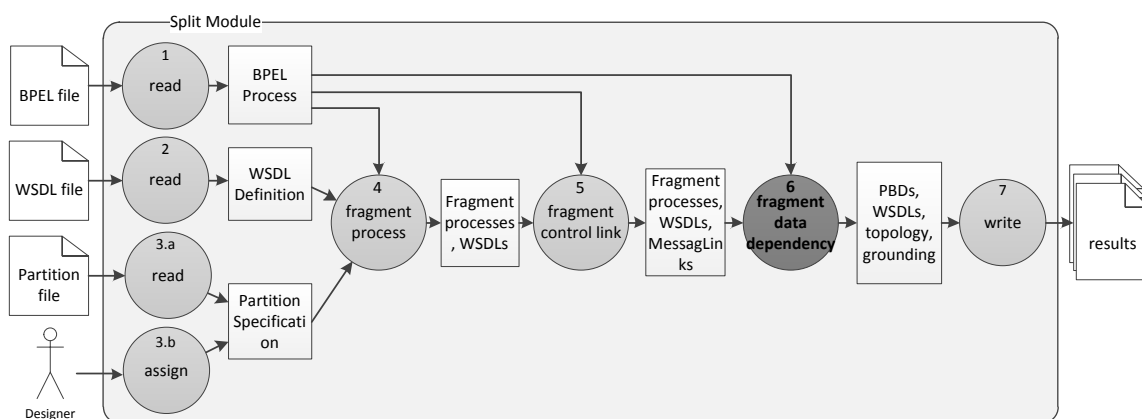 Split Module
BPEL file
1
read
BPEL
Process
WSDL file
2
read
WSDL
Definition
Partition
file
3.a
read
Partition
Specificati
on
Designer
3.b
assign
4
fragment
process
Fragment
processes
, WSDLs
5
fragment
control link
Fragment
processes,
WSDLs,
MessagLi
nks
6
fragment
data
dependency
PBDs,
WSDLs,
topology,
grounding
7
write
results